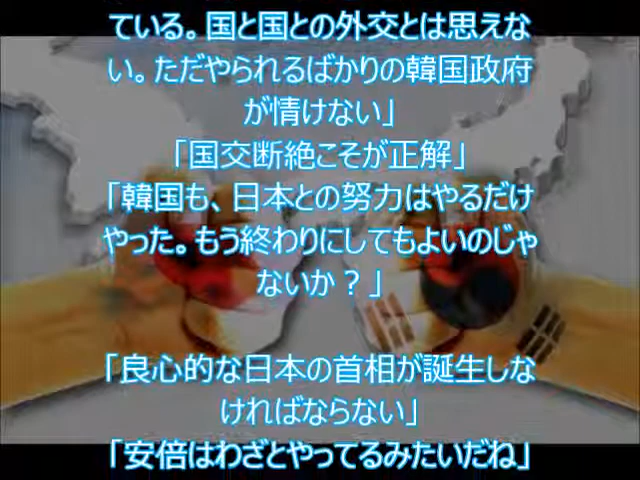 ている。国と国との外交とは思えな
い。ただやられるばかりの韓国政府
が情けない」
「国交断絶こそが正解」
「韓国も、日本との努力はやるだけ
やった。もう終わりにしてもよいのじゃ
ないか？」
「良心的な日本の首相が誕生しな
ければならない」
「安倍はわざとやってるみたいだね」